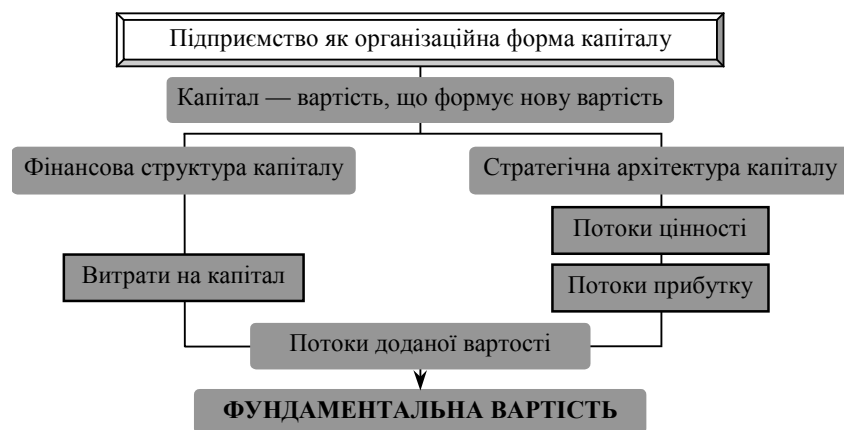 Підприємство як організаційна форма капіталу
Капітал — вартість, що формує нову вартість
Фінансова структура капіталу
Стратегічна архітектура капіталу
Потоки цінності
Витрати на капітал
Потоки прибутку
Потоки доданої вартості
ФУНДАМЕНТАЛЬНА ВАРТІСТЬ